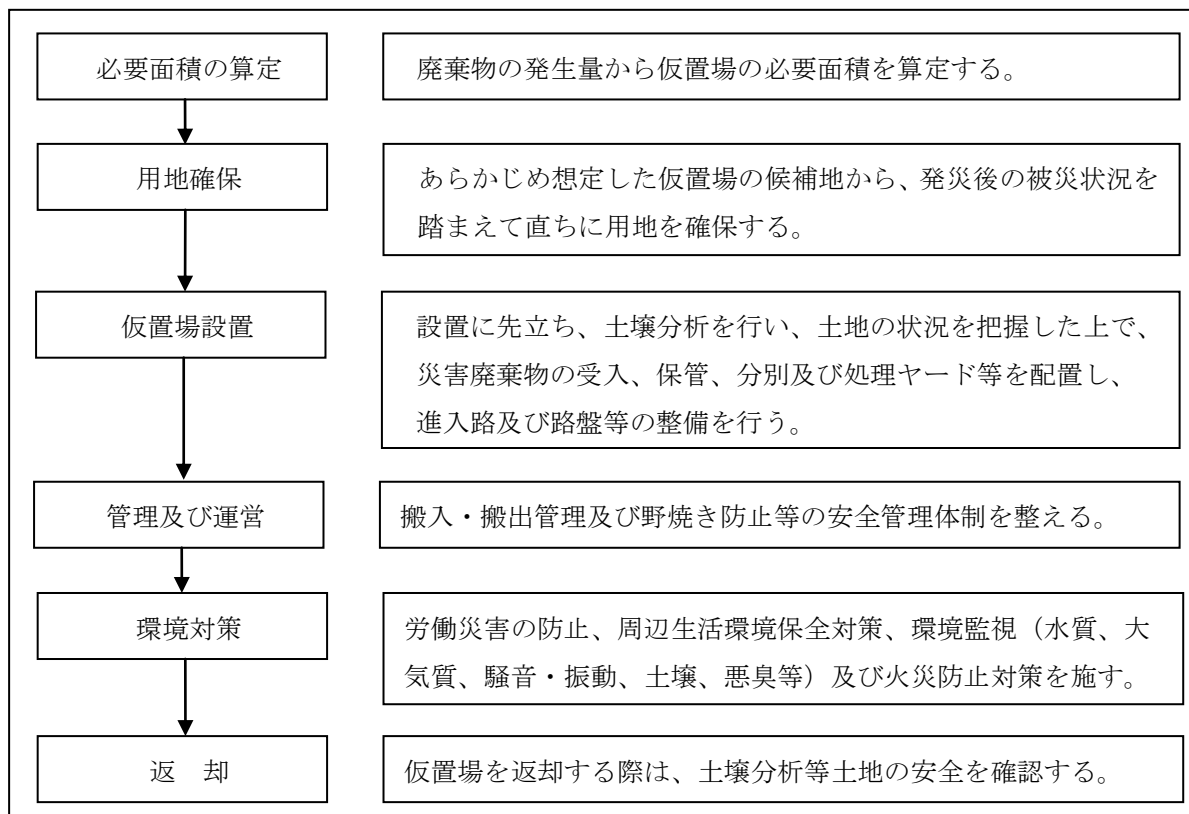 必要面積の算定
廃棄物の発生量から仮置場の必要面積を算定する。
用地確保
あらかじめ想定した仮置場の候補地から、発災後の被災状況を
踏まえて直ちに用地を確保する。
仮置場設置
設置に先立ち、土壌分析を行い、土地の状況を把握した上で、
災害廃棄物の受入、保管、分別及び処理ヤード等を配置し、
進入路及び路盤等の整備を行う。
管理及び運営
搬入・搬出管理及び野焼き防止等の安全管理体制を整える。
環境対策
労働災害の防止、周辺生活環境保全対策、環境監視（水質、大
気質、騒音・振動、土壌、悪臭等）及び火災防止対策を施す。
返　却
仮置場を返却する際は、土壌分析等土地の安全を確認する。